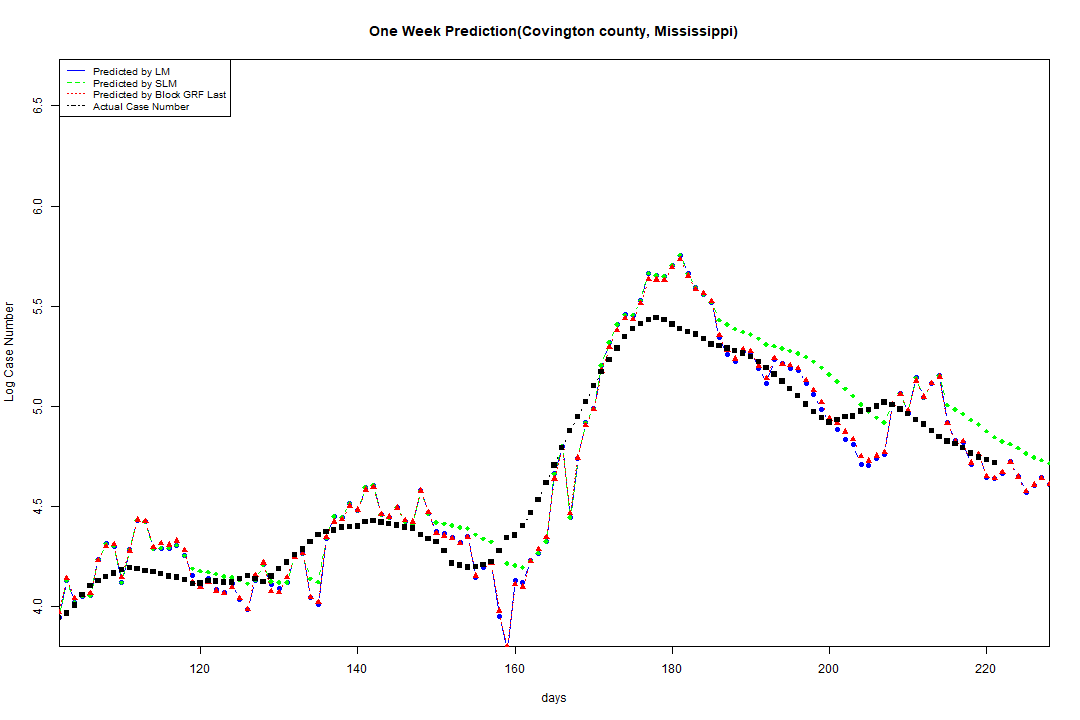 One Week Prediction(Covington county, Mississippi)
Predicted by LM
Predicted by SLM
Predicted by Block GRF Last
Actual Case Number
6.5
6.0
5.5
5.0
4.5
4.0
Log Case Number
120 140 160 180 200 220
days